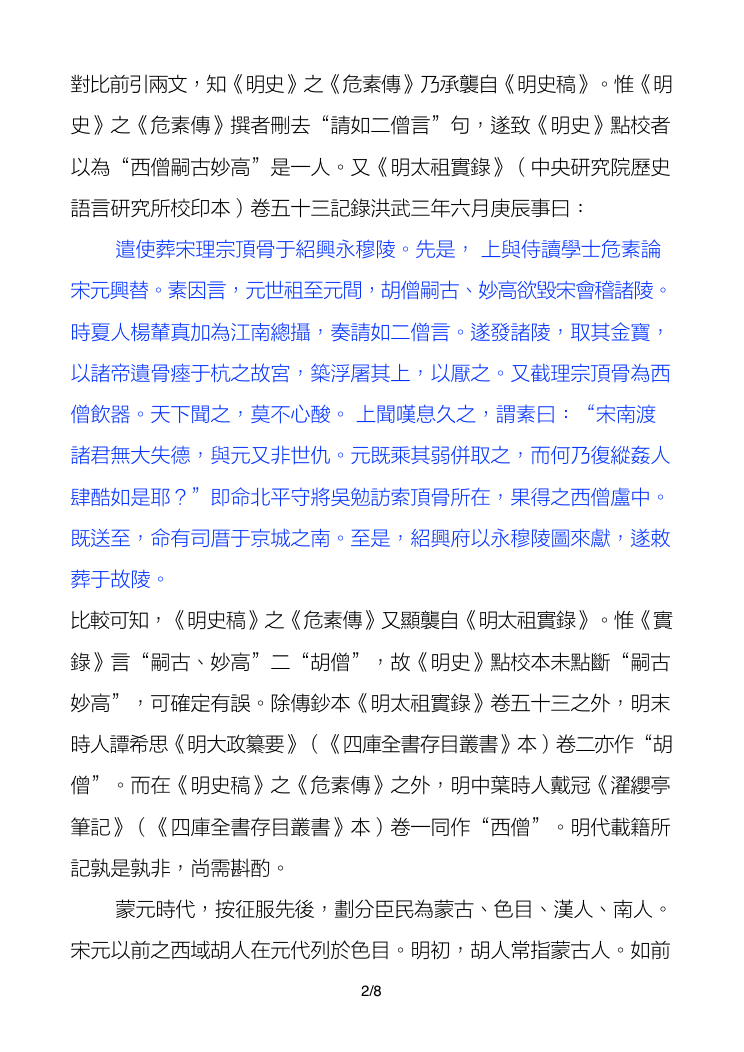 對比前引兩文，知《明史》之《危素傳》乃承襲自《明史稿》。惟《明
史》之《危素傳》撰者刪去“請如二僧言”句，遂致《明史》點校者
以為“西僧嗣古妙高”是一人。又《明太祖實錄》（中央研究院歷史
語言研究所校印本）卷五十三記錄洪武三年六月庚辰事曰：
遣使葬宋理宗頂骨于紹興永穆陵。先是， 上與侍讀學士危素論
宋元興替。素因言，元世祖至元間，胡僧嗣古、妙高欲毀宋會稽諸陵。
時夏人楊輦真加為江南總攝，奏請如二僧言。遂發諸陵，取其金寶，
以諸帝遺骨瘞于杭之故宮，築浮屠其上，以厭之。又截理宗頂骨為西
僧飲器。天下聞之，莫不心酸。 上聞嘆息久之，謂素曰：“宋南渡
諸君無大失德，與元又非世仇。元既乘其弱併取之，而何乃復縱姦人
肆酷如是耶？”即命北平守將吳勉訪索頂骨所在，果得之西僧盧中。
既送至，命有司厝于京城之南。至是，紹興府以永穆陵圖來獻，遂敕
葬于故陵。
比較可知，《明史稿》之《危素傳》又顯襲自《明太祖實錄》。惟《實
錄》言“嗣古、妙高”二“胡僧”，故《明史》點校本未點斷“嗣古
妙高”，可確定有誤。除傳鈔本《明太祖實錄》卷五十三之外，明末
時人譚希思《明大政纂要》（《四庫全書存目叢書》本）卷二亦作“胡
僧”。而在《明史稿》之《危素傳》之外，明中葉時人戴冠《濯纓亭
筆記》（《四庫全書存目叢書》本）卷一同作“西僧”。明代載籍所
記孰是孰非，尚需斟酌。
蒙元時代，按征服先後，劃分臣民為蒙古、色目、漢人、南人。
宋元以前之西域胡人在元代列於色目。明初，胡人常指蒙古人。如前
2/8